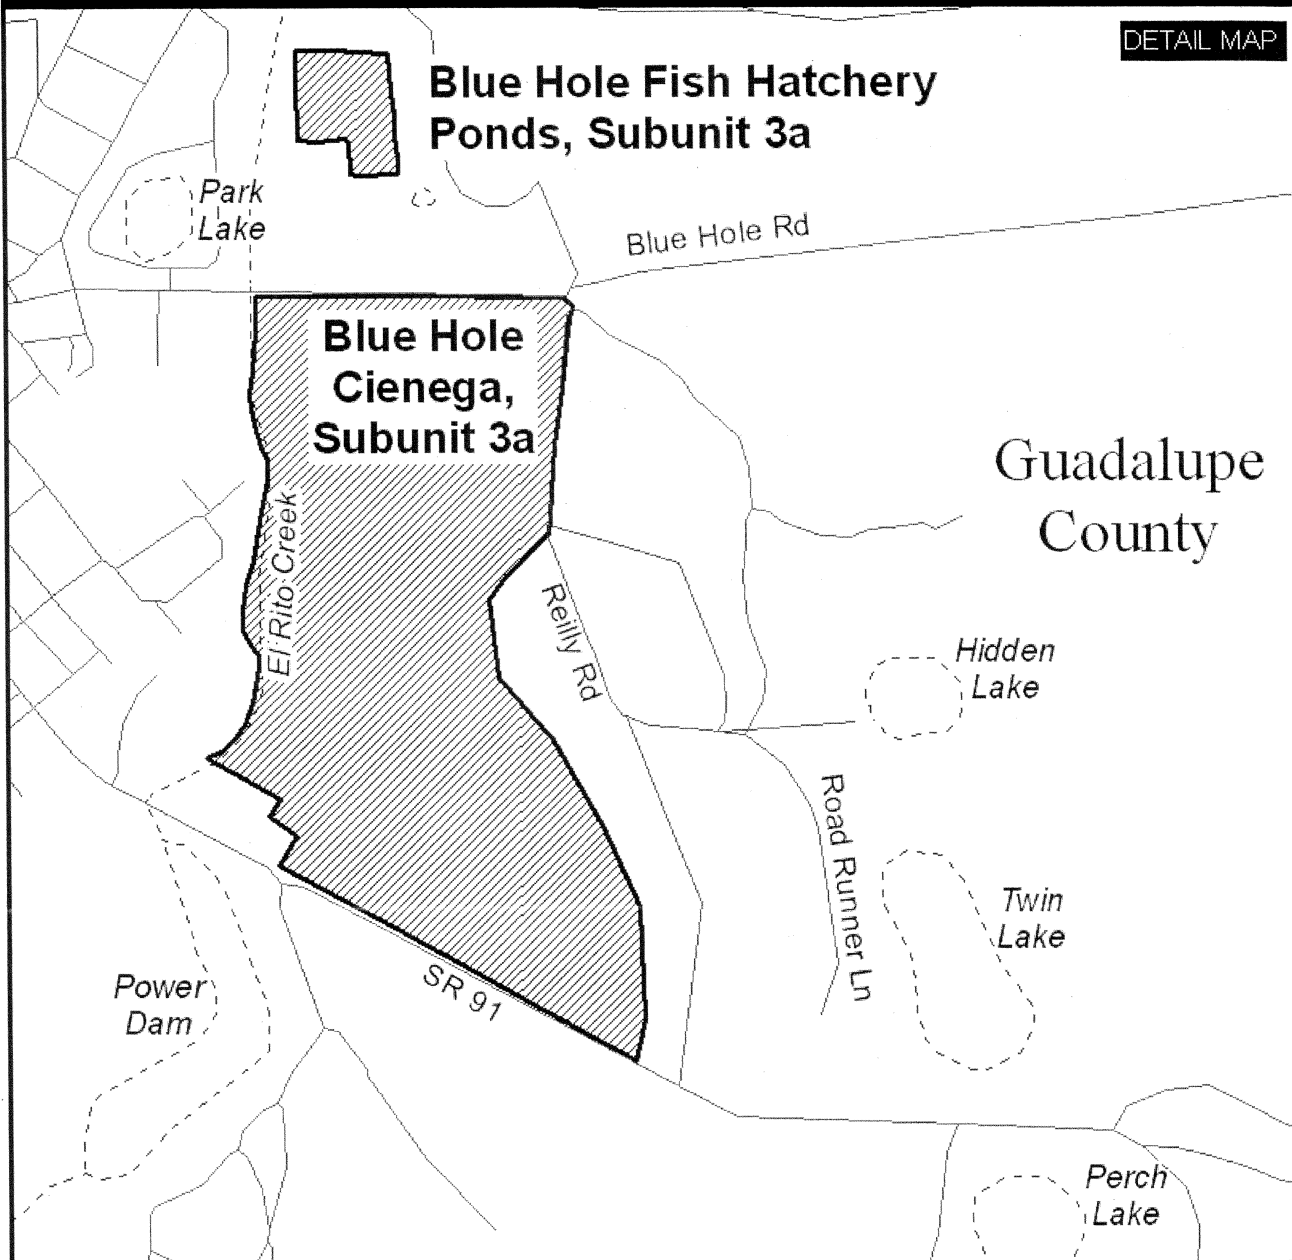 DETAIL MAP
Blue Hole Fish Hatchery
Ponds, Subunit 3a
Park
Lake
Blue Hole Rd
Blue Hole
Cienega,
Subunit 3a
Guadalupe
County
El Rito Creek
Reilly Rd
Hidden
Lake
Road Runner Ln
Twin
Lake
SR 91
Power
Dam
Perch
Lake